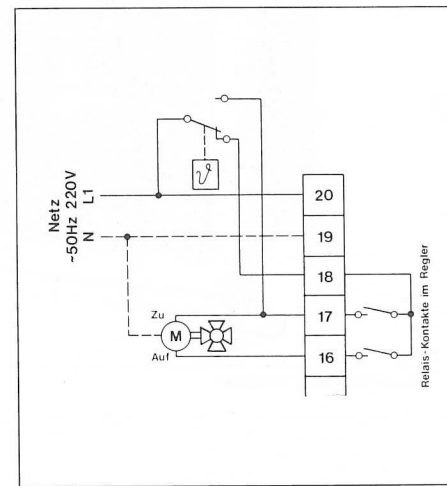 Netz
~50Hz 220V
L1
N
ϑ
20
19
18
17
16
Zu
M
Auf
Relais-Kontakte im Regler